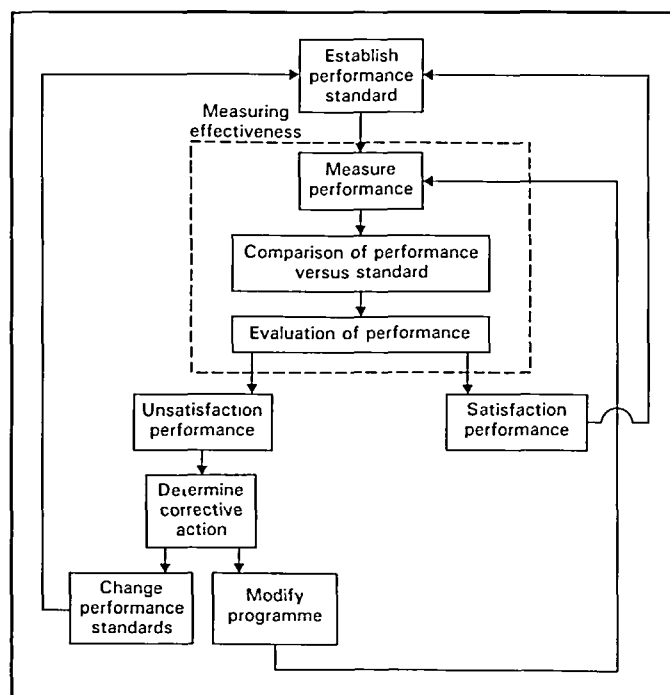 Establish
performance
standard
Measuring
effectiveness
Measure
performance
Comparison of performance
versus standard
Evaluation of performance
Unsatisfaction
performance
Satisfaction
performance
Determine
corrective
action
Change
performance
standards
Modify
programme